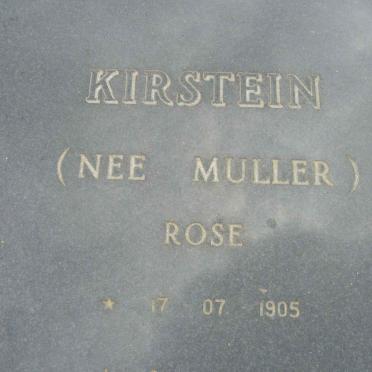 KIRSTEIN
(NEE MULLER)
ROSE
* 17 07 1905